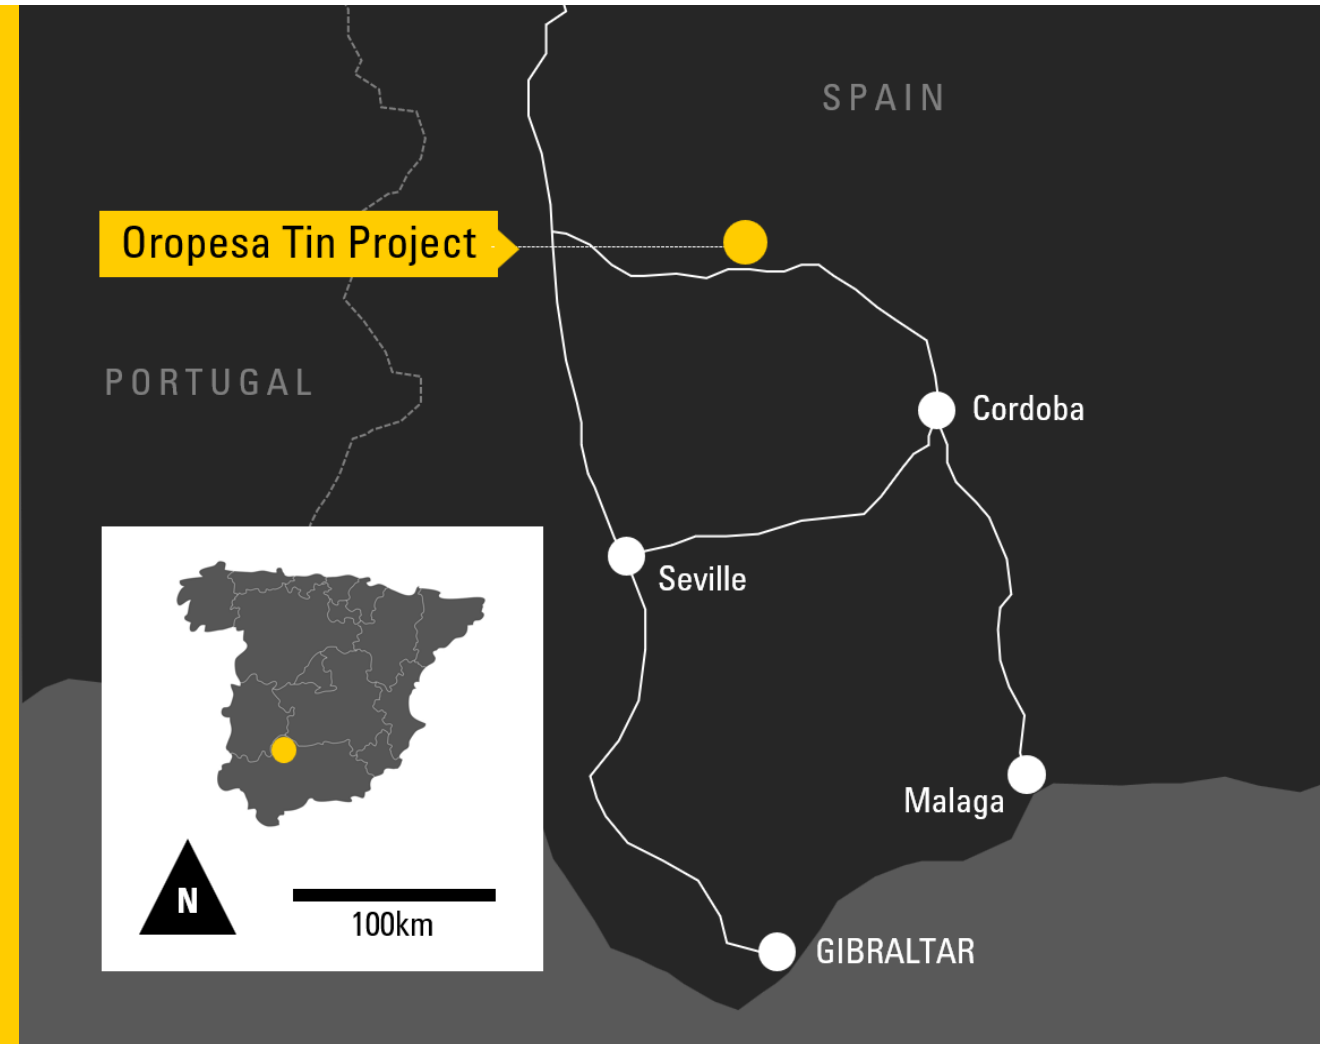 SPAIN
Oropesa Tin Project
PORTUGAL
Cordoba
Seville
Malaga
N
100km
GIBRALTAR